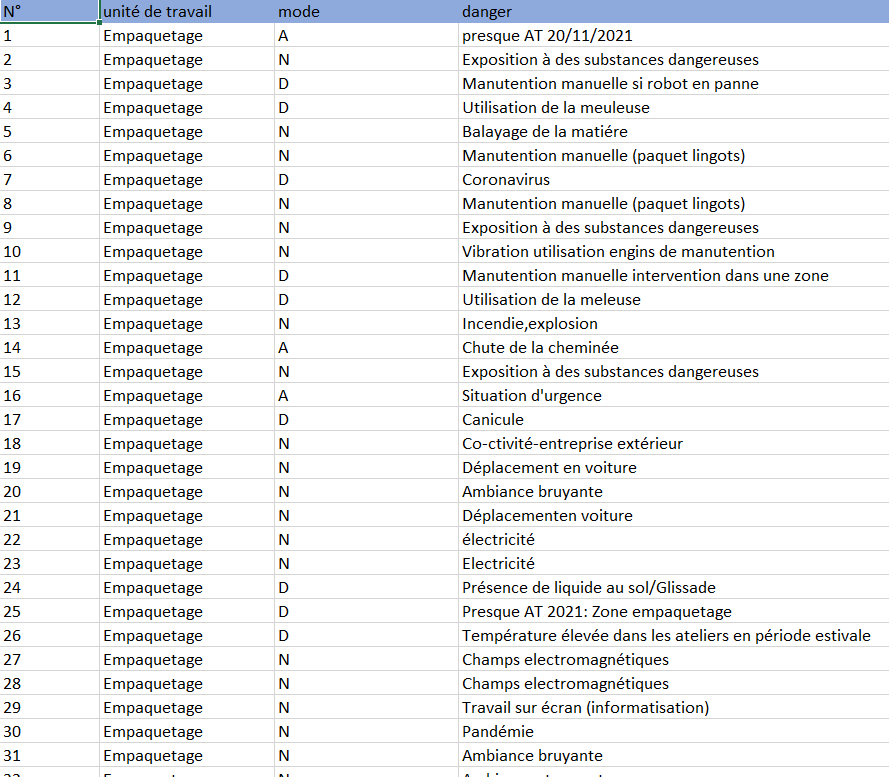 N° unité de travail mode danger
1 Empaquetage A presque AT 20/11/2021
2 Empaquetage N Exposition à des substances dangereuses
3 Empaquetage D Manutention manuelle si robot en panne
4 Empaquetage D Utilisation de la meuleuse
5 Empaquetage N Balayage de la matiére
6 Empaquetage N Manutention manuelle (paquet lingots)
7 Empaquetage D Coronavirus
8 Empaquetage N Manutention manuelle (paquet lingots)
9 Empaquetage N Exposition à des substances dangereuses
10 Empaquetage N Vibration utilisation engins de manutention
11 Empaquetage D Manutention manuelle intervention dans une zone
12 Empaquetage D Utilisation de la meleuse
13 Empaquetage N Incendie,explosion
14 Empaquetage A Chute de la cheminée
15 Empaquetage N Exposition à des substances dangereuses
16 Empaquetage A Situation d'urgence
17 Empaquetage D Canicule
18 Empaquetage N Co-ctivité-entreprise extérieur
19 Empaquetage N Déplacement en voiture
20 Empaquetage N Ambiance bruyante
21 Empaquetage N Déplacementen voiture
22 Empaquetage N électricité
23 Empaquetage N Electricité
24 Empaquetage D Présence de liquide au sol/Glissade
25 Empaquetage D Presque AT 2021: Zone empaquetage
26 Empaquetage D Température élevée dans les ateliers en période estivale
27 Empaquetage N Champs electromagnétiques
28 Empaquetage N Champs electromagnétiques
29 Empaquetage N Travail sur écran (informatisation)
30 Empaquetage N Pandémie
31 Empaquetage N Ambiance bruyante